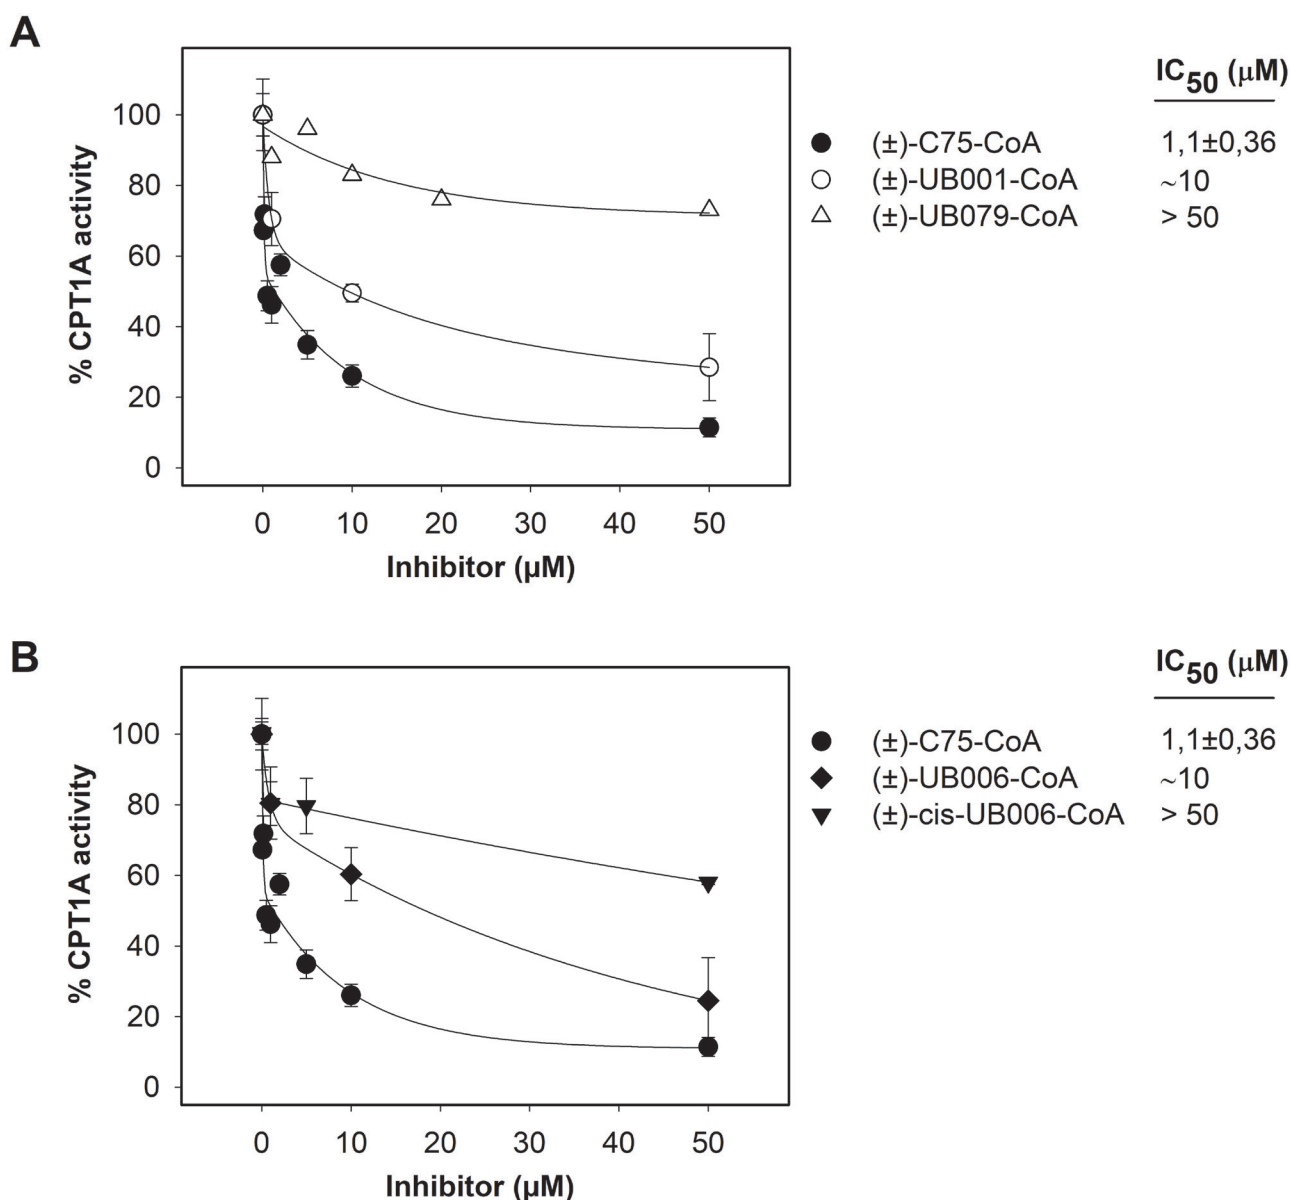 A
IC50 (µM)
% CPT1A activity
100
80
60
40
20
0
0 10 20 30 40 50
Inhibitor (µM)
(±)-C75-CoA 1,1±0,36
(±)-UB001-CoA ~10
(±)-UB079-CoA > 50
B
IC50 (µM)
% CPT1A activity
100
80
60
40
20
0
0 10 20 30 40 50
Inhibitor (µM)
(±)-C75-CoA 1,1±0,36
(±)-UB006-CoA ~10
(±)-cis-UB006-CoA > 50